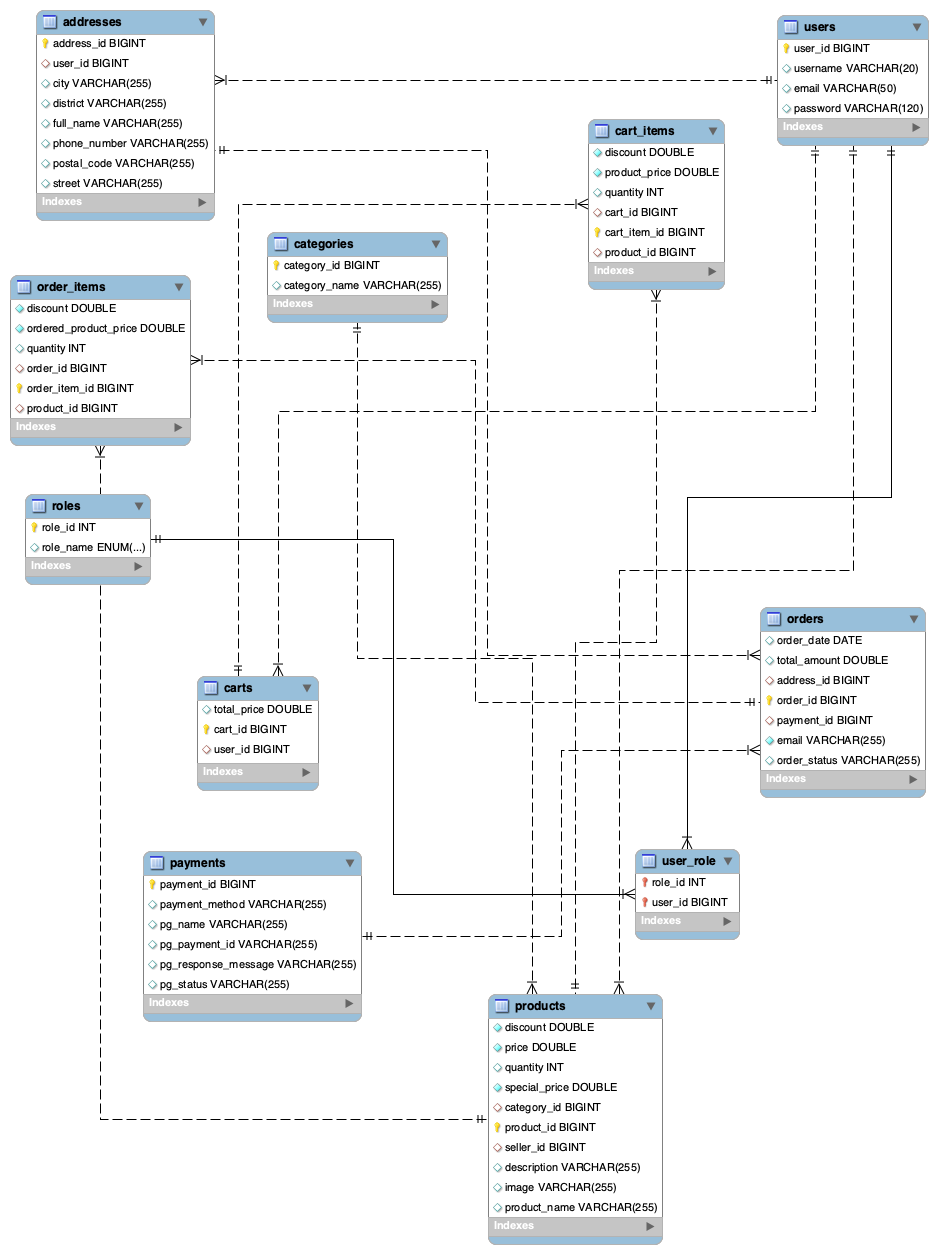 addresses
address_id BIGINT
user_id BIGINT
city VARCHAR(255)
district VARCHAR(255)
full_name VARCHAR(255)
phone_number VARCHAR(255)
postal_code VARCHAR(255)
street VARCHAR(255)
Indexes
users
user_id BIGINT
username VARCHAR(20)
email VARCHAR(50)
password VARCHAR(120)
Indexes
cart_items
discount DOUBLE
product_price DOUBLE
quantity INT
cart_id BIGINT
cart_item_id BIGINT
product_id BIGINT
Indexes
categories
category_id BIGINT
category_name VARCHAR(255)
Indexes
order_items
discount DOUBLE
ordered_product_price DOUBLE
quantity INT
order_id BIGINT
order_item_id BIGINT
product_id BIGINT
Indexes
roles
role_id INT
role_name ENUM(...)
Indexes
orders
order_date DATE
total_amount DOUBLE
address_id BIGINT
order_id BIGINT
payment_id BIGINT
email VARCHAR(255)
order_status VARCHAR(255)
Indexes
carts
total_price DOUBLE
cart_id BIGINT
user_id BIGINT
Indexes
payments
payment_id BIGINT
payment_method VARCHAR(255)
pg_name VARCHAR(255)
pg_payment_id VARCHAR(255)
pg_response_message VARCHAR(255)
pg_status VARCHAR(255)
Indexes
user_role
role_id INT
user_id BIGINT
Indexes
products
discount DOUBLE
price DOUBLE
quantity INT
special_price DOUBLE
category_id BIGINT
product_id BIGINT
seller_id BIGINT
description VARCHAR(255)
image VARCHAR(255)
product_name VARCHAR(255)
Indexes